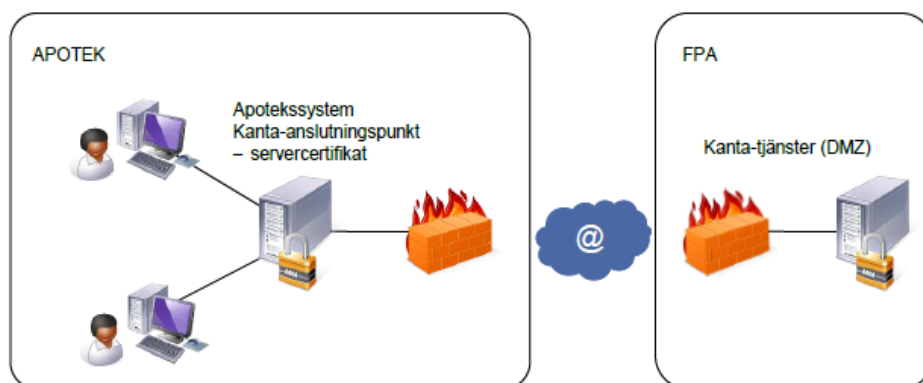 APOTEK
Apotekssystem
Kanta-anslutningspunkt
– servercertifikat
@
FPA
Kanta-tjänster (DMZ)